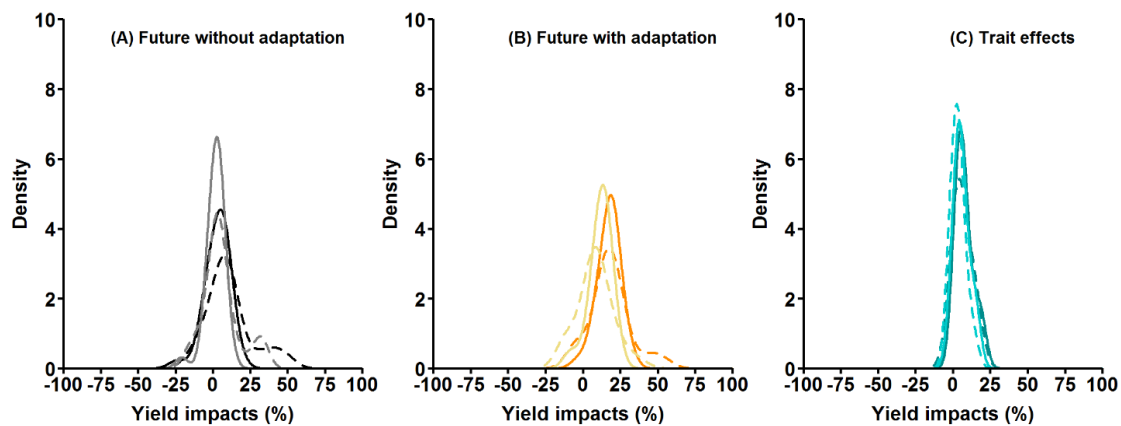 (A) Future without adaptation
10
8
6
4
2
0
Density
-100 -75 -50 -25 0 25 50 75 100
Yield impacts (%)
(B) Future with adaptation
10
8
6
4
2
0
Density
-100 -75 -50 -25 0 25 50 75 100
Yield impacts (%)
(C) Trait effects
10
8
6
4
2
0
Density
-100 -75 -50 -25 0 25 50 75 100
Yield impacts (%)